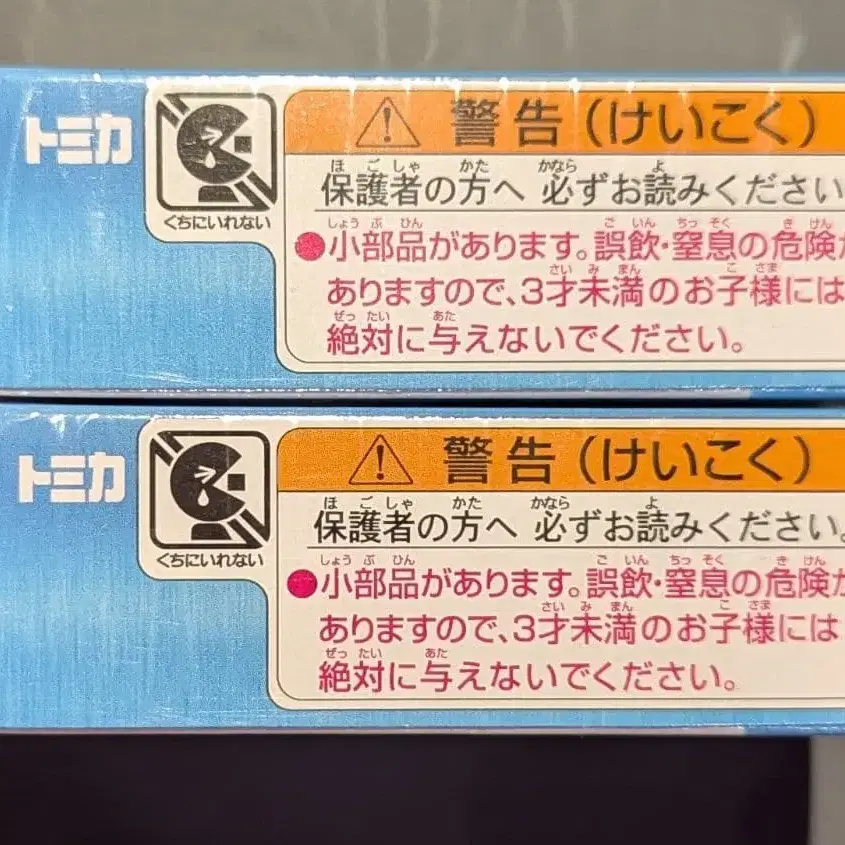 トミカ
くちにいれない
警告(けいこく)
ほごしゃ かた かなら よ
保護者の方へ 必ずお読みください
しょうぶひん ごいん ちっそく きけん
●小部品があります。誤飲・窒息の危険が
さいみまん こさま
ありますので、3才未満のお子様には
ぜったい あた
絶対に与えないでください。
トミカ
くちにいれない
警告(けいこく)
ほごしゃ かた かなら よ
保護者の方へ 必ずお読みください。
しょうぶひん ごいん ちっそく きけん
●小部品があります。誤飲・窒息の危険が
さいみまん こさま
ありますので、3才未満のお子様には
ぜったい あた
絶対に与えないでください。